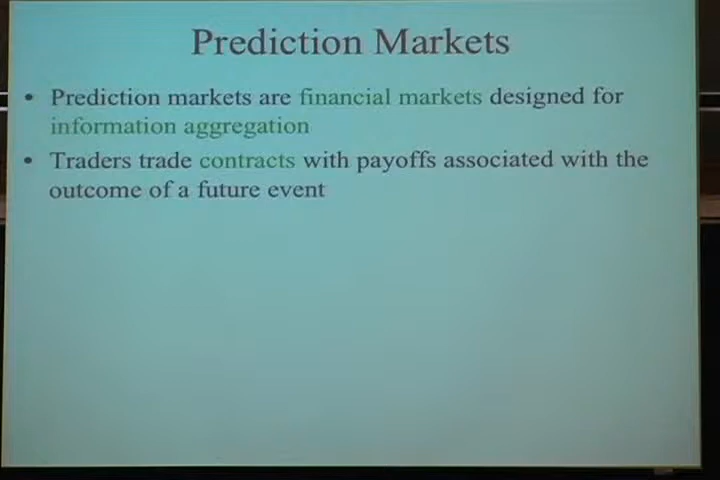 Prediction Markets
• Prediction markets are financial markets designed for
information aggregation
• Traders trade contracts with payoffs associated with the
outcome of a future event